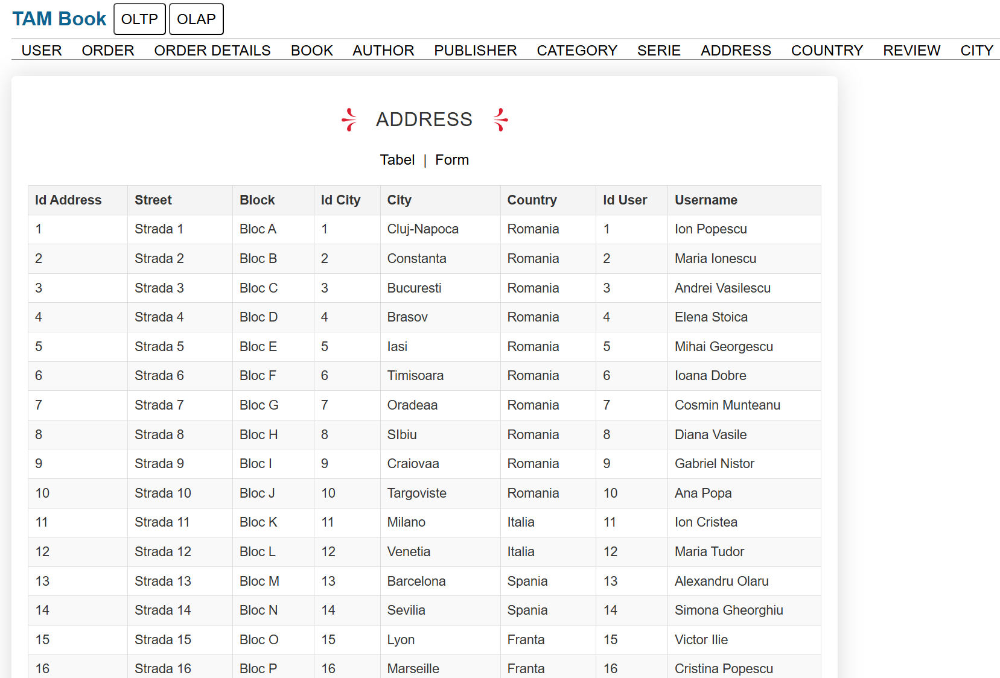 TAM Book OLTP OLAP
USER ORDER ORDER DETAILS BOOK AUTHOR PUBLISHER CATEGORY SERIE ADDRESS COUNTRY REVIEW CITY
ADDRESS
Tabel | Form
Id Address Street Block Id City City Country Id User Username
1 Strada 1 Bloc A 1 Cluj-Napoca Romania 1 Ion Popescu
2 Strada 2 Bloc B 2 Constanta Romania 2 Maria Ionescu
3 Strada 3 Bloc C 3 Bucuresti Romania 3 Andrei Vasilescu
4 Strada 4 Bloc D 4 Brasov Romania 4 Elena Stoica
5 Strada 5 Bloc E 5 Iasi Romania 5 Mihai Georgescu
6 Strada 6 Bloc F 6 Timisoara Romania 6 Ioana Dobre
7 Strada 7 Bloc G 7 Oradeaa Romania 7 Cosmin Munteanu
8 Strada 8 Bloc H 8 SIbiu Romania 8 Diana Vasile
9 Strada 9 Bloc I 9 Craiovaa Romania 9 Gabriel Nistor
10 Strada 10 Bloc J 10 Targoviste Romania 10 Ana Popa
11 Strada 11 Bloc K 11 Milano Italia 11 Ion Cristea
12 Strada 12 Bloc L 12 Venetia Italia 12 Maria Tudor
13 Strada 13 Bloc M 13 Barcelona Spania 13 Alexandru Olaru
14 Strada 14 Bloc N 14 Sevilia Spania 14 Simona Gheorghiu
15 Strada 15 Bloc O 15 Lyon Franta 15 Victor Ilie
16 Strada 16 Bloc P 16 Marseille Franta 16 Cristina Popescu